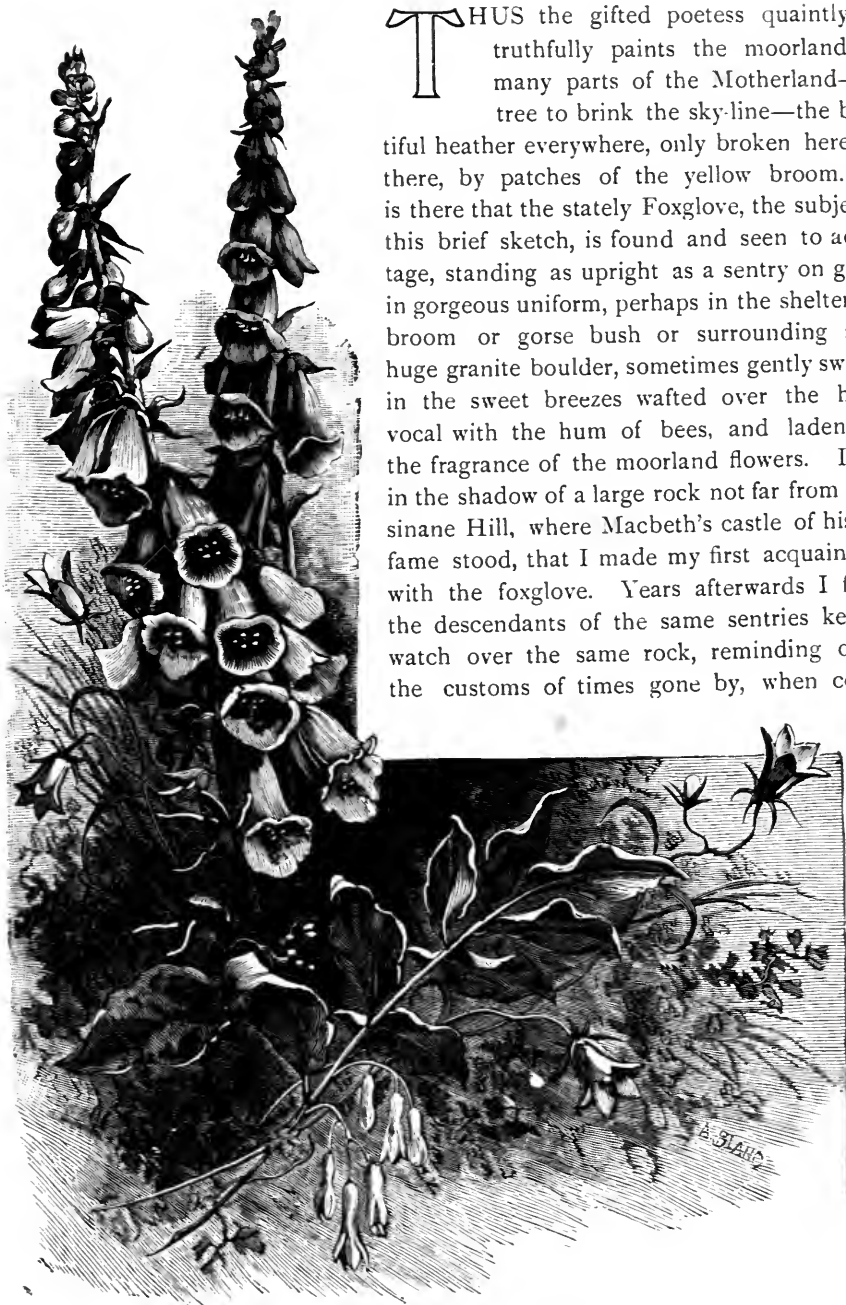 THUS the gifted poetess quaintly
truthfully paints the moorland
many parts of the Motherland—
tree to brink the sky-line—the b
tiful heather everywhere, only broken here
there, by patches of the yellow broom.
is there that the stately Foxglove, the subje
this brief sketch, is found and seen to a
tage, standing as upright as a sentry on g
in gorgeous uniform, perhaps in the shelter
broom or gorse bush or surrounding
huge granite boulder, sometimes gently sw
in the sweet breezes wafted over the h
vocal with the hum of bees, and laden
the fragrance of the moorland flowers. I
in the shadow of a large rock not far from
sinane Hill, where Macbeth's castle of his
fame stood, that I made my first acquain
with the foxglove. Years afterwards I f
the descendants of the same sentries ke
watch over the same rock, reminding o
the customs of times gone by, when c
A BLAND